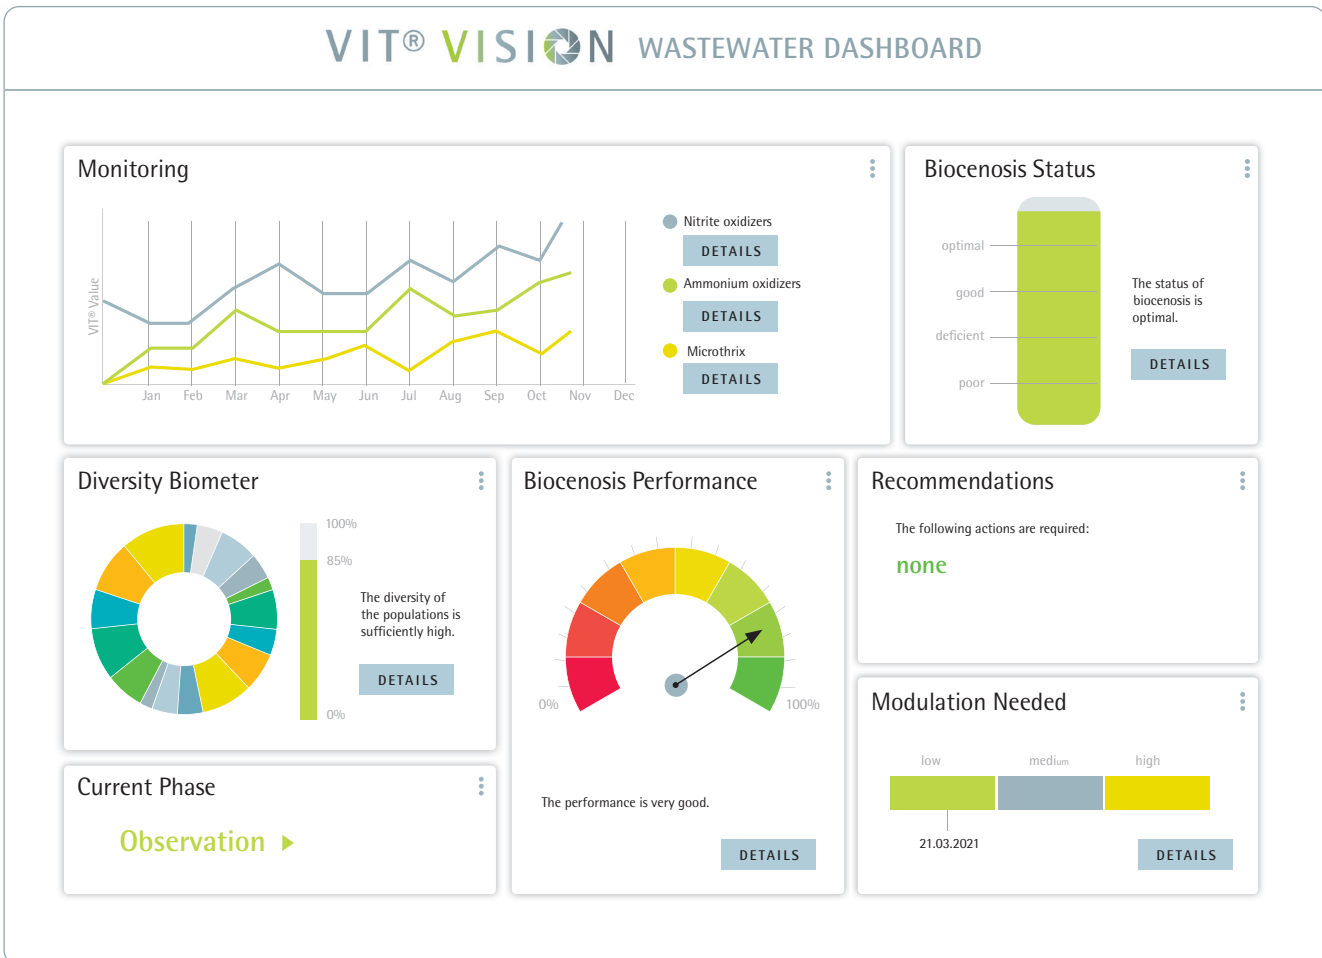 VIT® VISION WASTEWATER DASHBOARD
Monitoring
VIT® Value
Jan Feb Mar Apr May Jun Jul Aug Sep Oct Nov Dec
Nitrite oxidizers
DETAILS
Ammonium oxidizers
DETAILS
Microthrix
DETAILS
Biocenosis Status
optimal
good
deficient
poor
The status of
biocenosis is
optimal.
DETAILS
Diversity Biometer
100%
85%
0%
The diversity of
the populations is
sufficiently high.
DETAILS
Biocenosis Performance
0%
100%
The performance is very good.
DETAILS
Recommendations
The following actions are required:
none
Modulation Needed
low medium high
21.03.2021
DETAILS
Current Phase
Observation